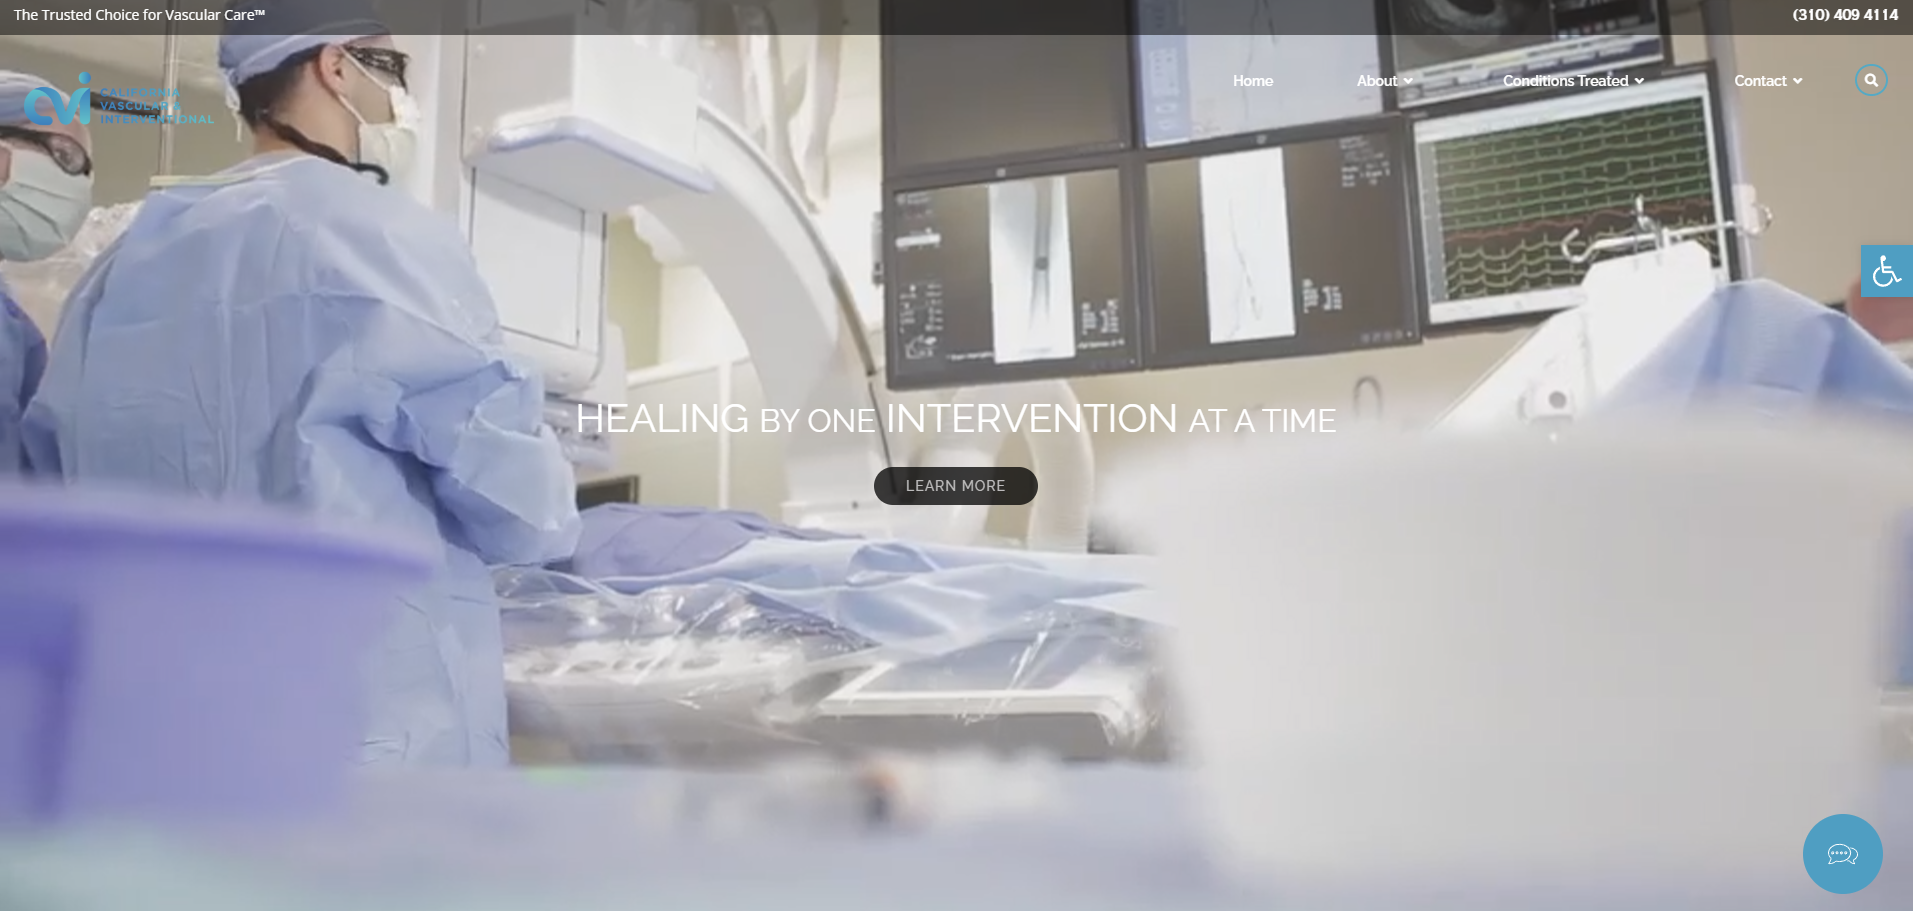 The Trusted Choice for Vascular Care™
(310) 409 4114
CALIFORNIA
VASCULAR &
INTERVENTIONAL
Home
About
Conditions Treated
Contact
HEALING BY ONE INTERVENTION AT A TIME
LEARN MORE